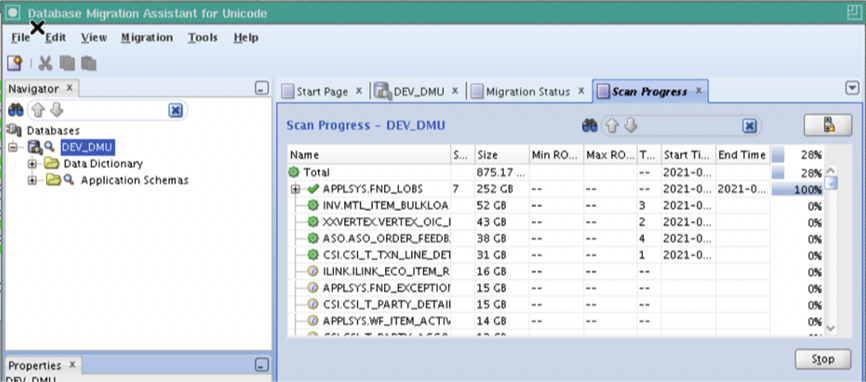 Database Migration Assistant for Unicode
File Edit View Migration Tools Help
Navigator x
Start Page x DEV_DMU x Migration Status x Scan Progress x
Databases
DEV_DMU
Data Dictionary
Application Schemas
Scan Progress - DEV_DMU
Name S... Size Min RO... Max RO... T... Start Ti... End Time 28%
Total 875.17 ... -- 2021-0... 28%
APPLSYS.FND_LOBS 7 252 GB -- -- -- 2021-0... 2021-0... 100%
INV.MTL_ITEM_BULKLOA 52 GB -- -- 3 2021-0... 0%
XXVERTEX.VERTEX_OIC_I 43 GB -- -- 2 2021-0... 0%
ASO.ASO_ORDER_FEEDB. 38 GB -- -- 4 2021-0... 0%
CSI.CSI_T_TXN_LINE_DET 31 GB -- -- 1 2021-0... 0%
ILINK.ILINK_ECO_ITEM_R 16 GB -- -- -- 0%
APPLSYS.FND_EXCEPTION 15 GB -- -- -- 0%
CSI.CSI_T_PARTY_DETAIL 15 GB -- -- -- 0%
APPLSYS.WF_ITEM_ACTIV 14 GB -- -- -- 0%
Stop
Properties x
DEV_DMU